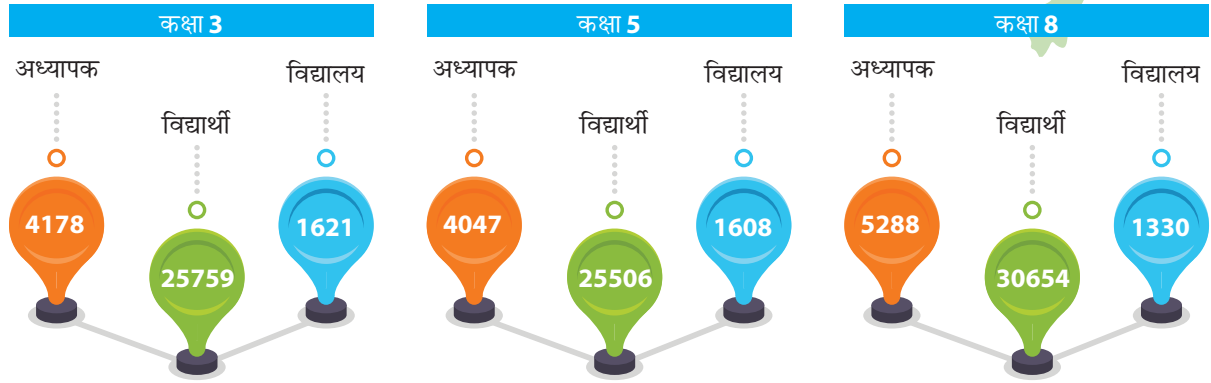 कक्षा 3
अध्यापक
विद्यार्थी
विद्यालय
4178
25759
1621
कक्षा 5
अध्यापक
विद्यार्थी
विद्यालय
4047
25506
1608
कक्षा 8
अध्यापक
विद्यार्थी
विद्यालय
5288
30654
1330